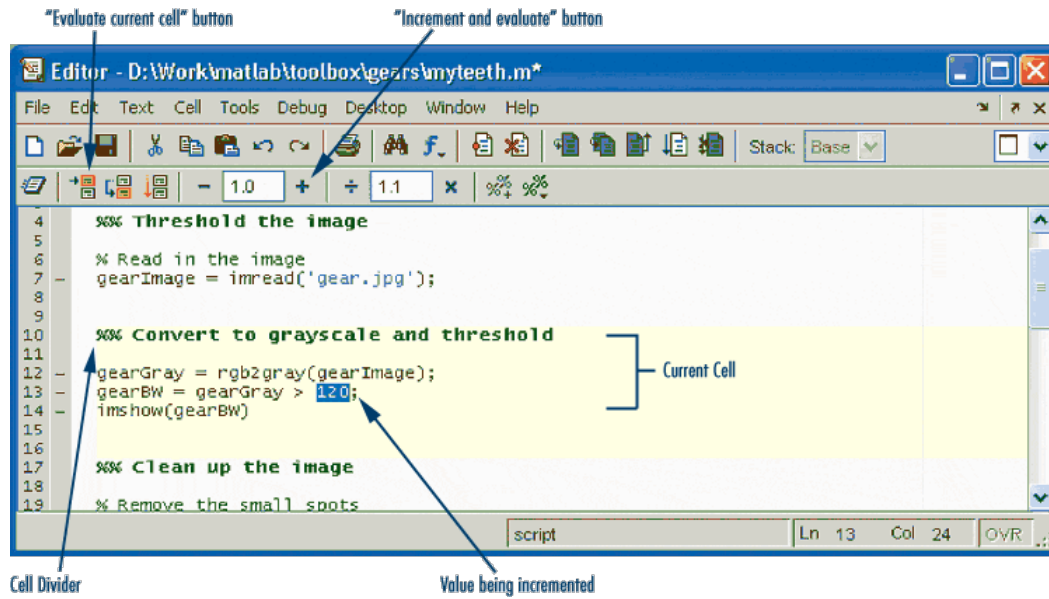 "Evaluate current cell" button
"Increment and evaluate" button
Editor - D:\Work\matlab\toolbox\gears\myteeth.m*
File Edit Text Cell Tools Debug Desktop Window Help
Stack: Base
− 1.0 + ÷ 1.1 ×
4 %% Threshold the image
5
6 % Read in the image
7 – gearImage = imread('gear.jpg');
8
9
10 %% Convert to grayscale and threshold
11
12 – gearGray = rgb2gray(gearImage);
13 – gearBW = gearGray > 120;
14 – imshow(gearBW)
15
16
17 %% Clean up the image
18
19 % Remove the small spots
Current Cell
script Ln 13 Col 24 OVR
Cell Divider
Value being incremented